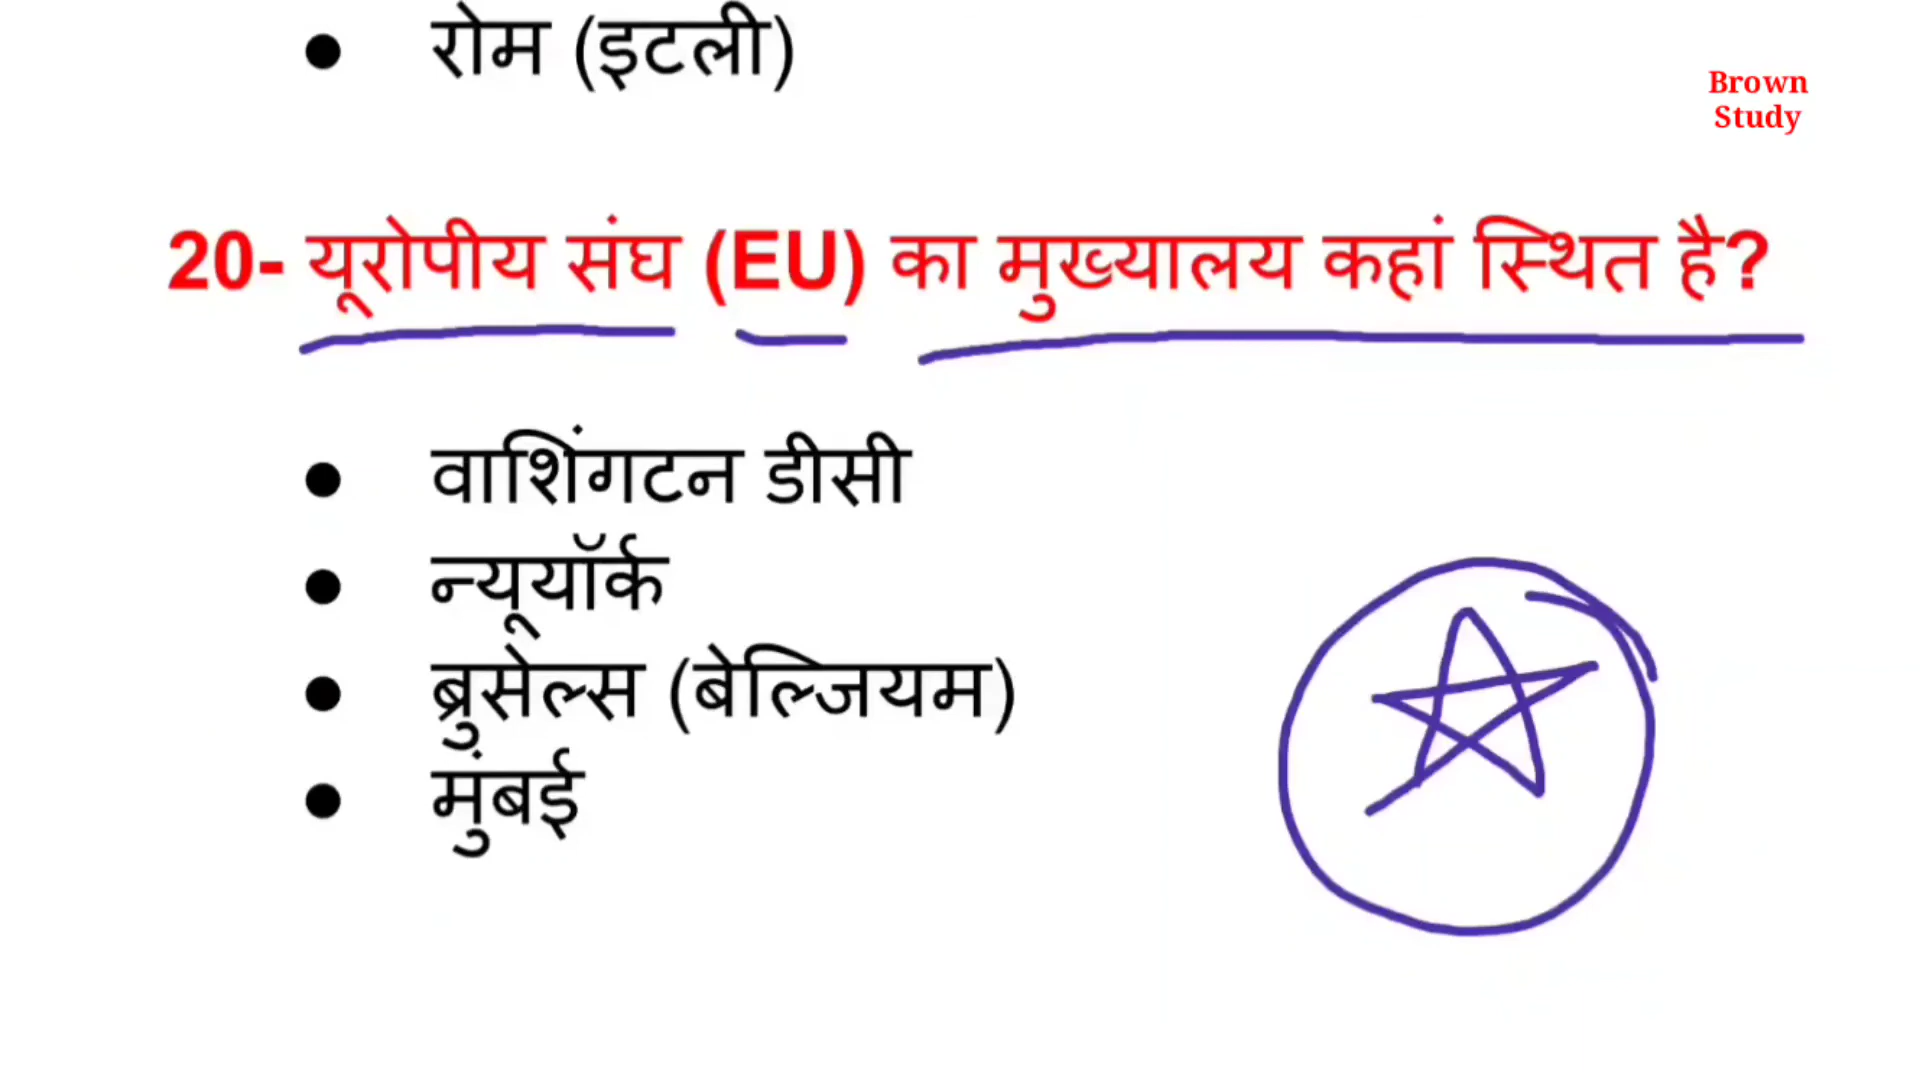 ● रोम (इटली)
Brown
Study
20- यूरोपीय संघ (EU) का मुख्यालय कहां स्थित है?
● वाशिंगटन डीसी
● न्यूयॉर्क
● ब्रुसेल्स (बेल्जियम)
● मुंबई